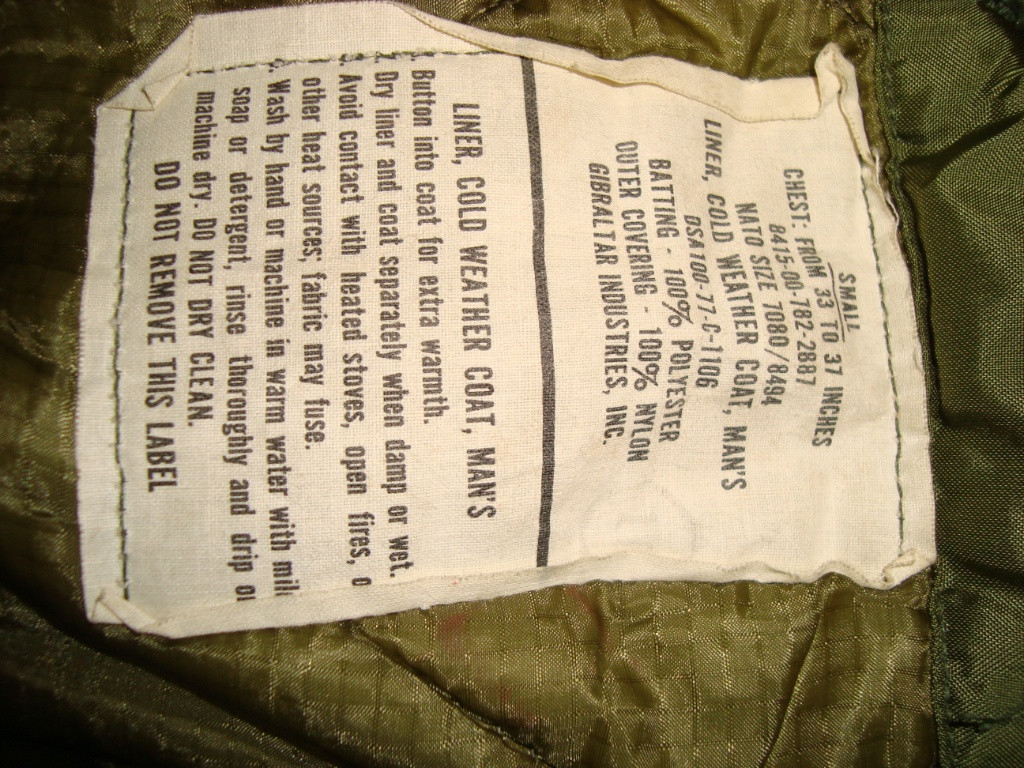 SMALL
CHEST: FROM 33 TO 37 INCHES
8415-00-782-2887
NATO SIZE 7080/8494
LINER, COLD WEATHER COAT, MAN'S
DSA100-77-C-1106
BATTING - 100% POLYESTER
OUTER COVERING - 100% NYLON
GIBRALTAR INDUSTRIES, INC.
LINER, COLD WEATHER COAT, MAN'S
Button into coat for extra warmth.
2. Dry liner and coat separately when damp or wet.
3. Avoid contact with heated stoves, open fires, o
other heat sources; fabric may fuse.
4. Wash by hand or machine in warm water with mil
soap or detergent, rinse thoroughly and drip o
machine dry. DO NOT DRY CLEAN.
DO NOT REMOVE THIS LABEL